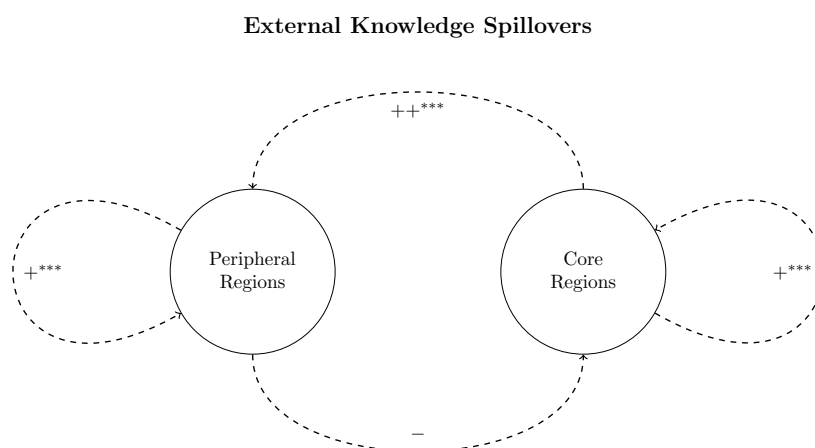 External Knowledge Spillovers
++***
Peripheral
Regions
Core
Regions
+***
+***
−